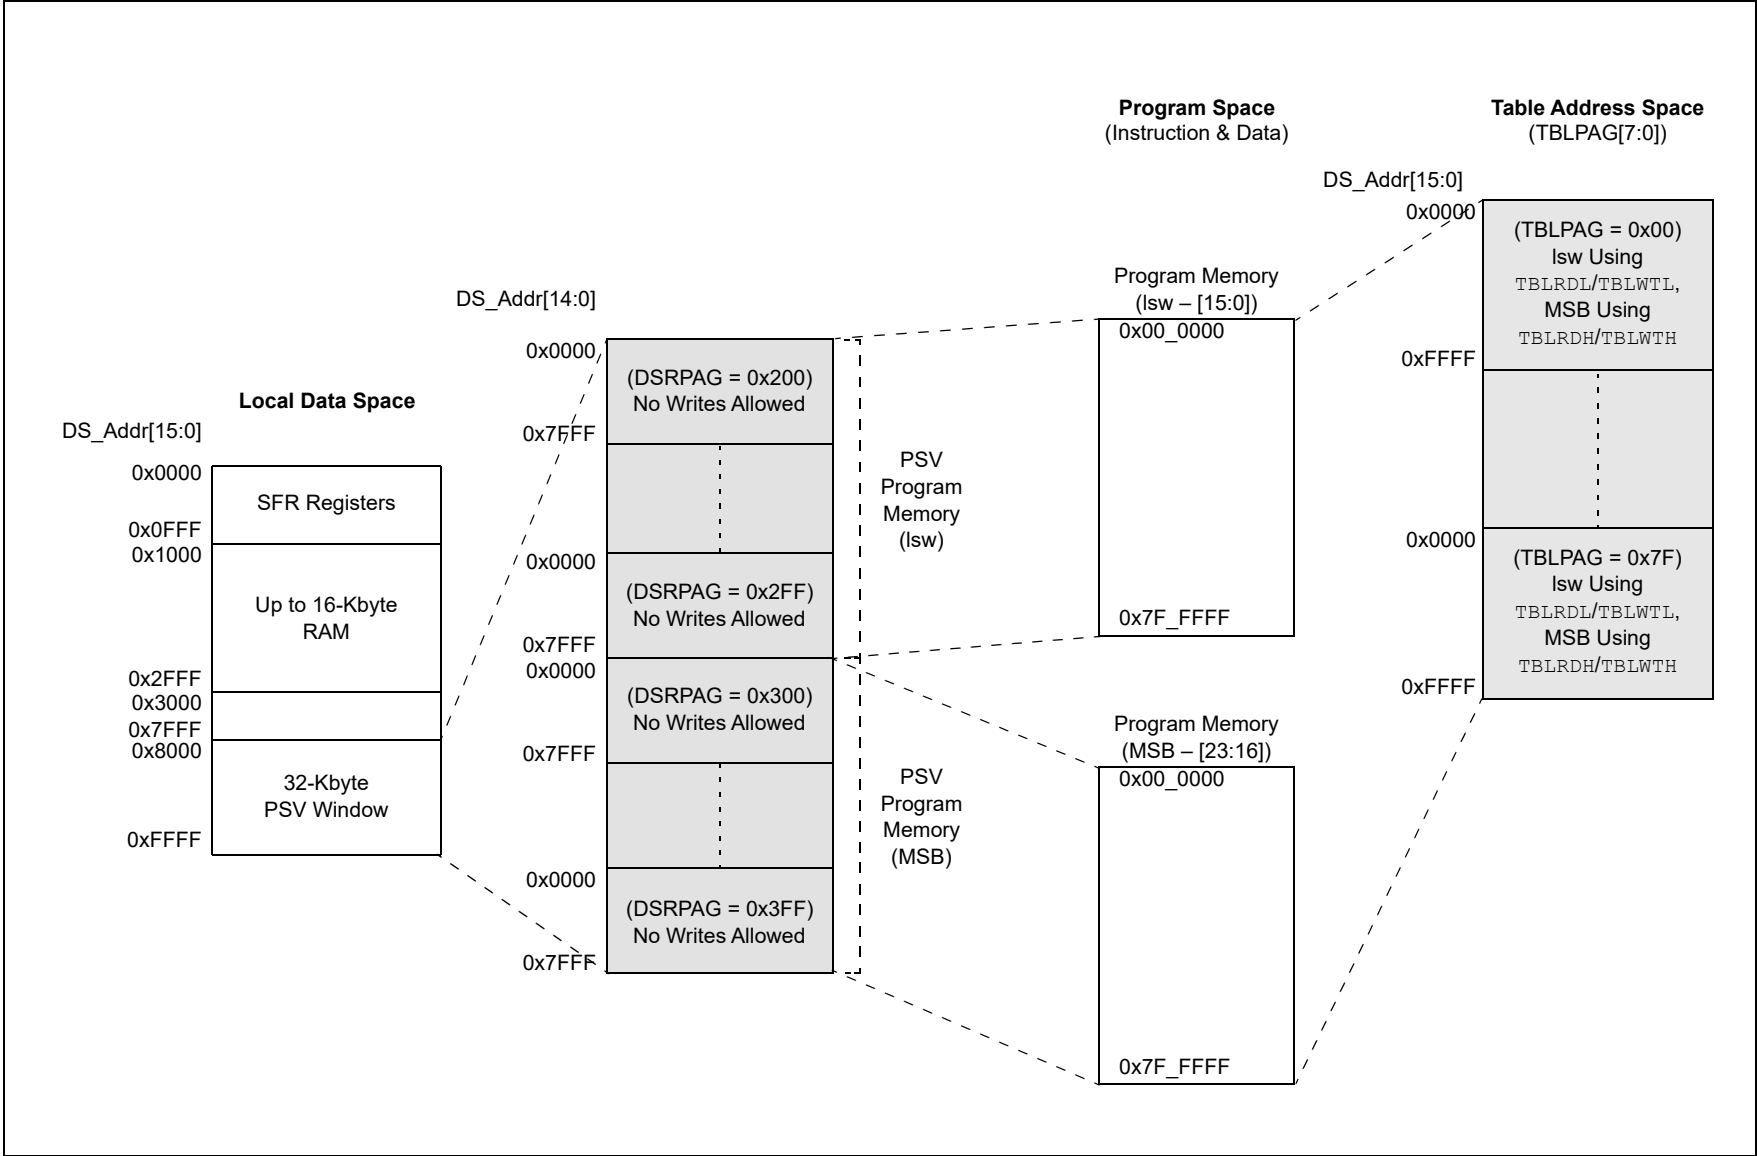 Local Data Space
DS_Addr[15:0]
0x0000
SFR Registers
0x0FFF
0x1000
Up to 16-Kbyte
RAM
0x2FFF
0x3000
0x7FFF
0x8000
32-Kbyte
PSV Window
0xFFFF
DS_Addr[14:0]
0x0000
(DSRPAG = 0x200)
No Writes Allowed
0x7FFF
0x0000
(DSRPAG = 0x2FF)
No Writes Allowed
0x7FFF
0x0000
(DSRPAG = 0x300)
No Writes Allowed
0x7FFF
0x0000
(DSRPAG = 0x3FF)
No Writes Allowed
0x7FFF
PSV
Program
Memory
(lsw)
PSV
Program
Memory
(MSB)
Program Space
(Instruction & Data)
Program Memory
(lsw – [15:0])
0x00_0000
0x7F_FFFF
Program Memory
(MSB – [23:16])
0x00_0000
0x7F_FFFF
Table Address Space
(TBLPAG[7:0])
DS_Addr[15:0]
0x0000
(TBLPAG = 0x00)
lsw Using
TBLRDL/TBLWTL,
MSB Using
TBLRDH/TBLWTH
0xFFFF
0x0000
(TBLPAG = 0x7F)
lsw Using
TBLRDL/TBLWTL,
MSB Using
TBLRDH/TBLWTH
0xFFFF